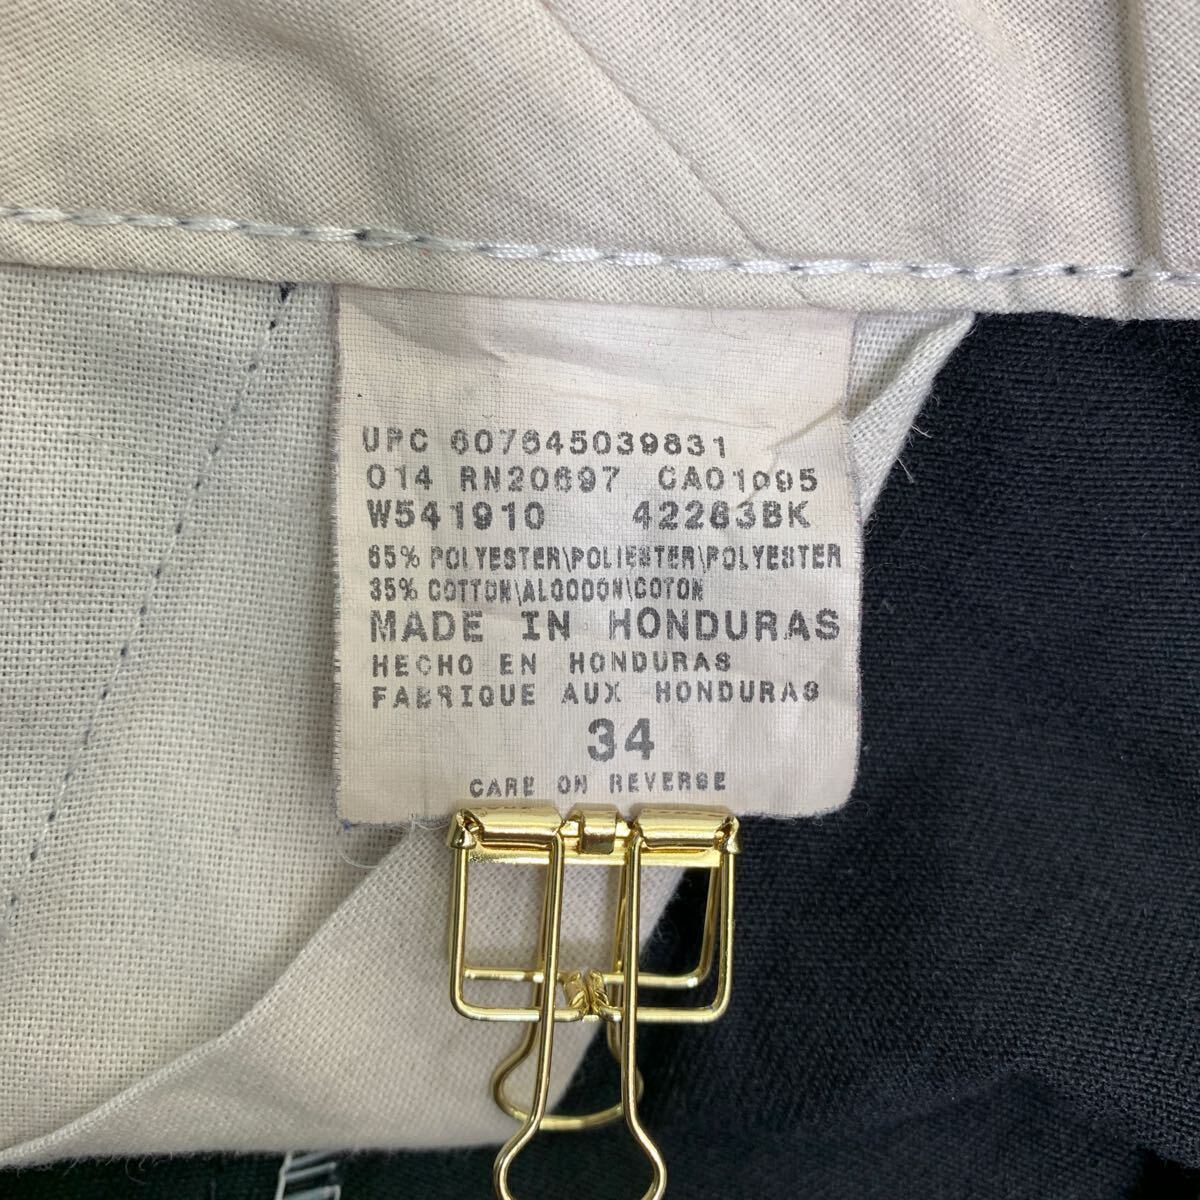 UPC 607645039831
014 RN20697 CA01095
W541910 42283BK
65% POLYESTER\POLIESTER\POLYESTER
35% COTTON\ALGODON\COTON
MADE IN HONDURAS
HECHO EN HONDURAS
FABRIQUE AUX HONDURAS
34
CARE ON REVERSE